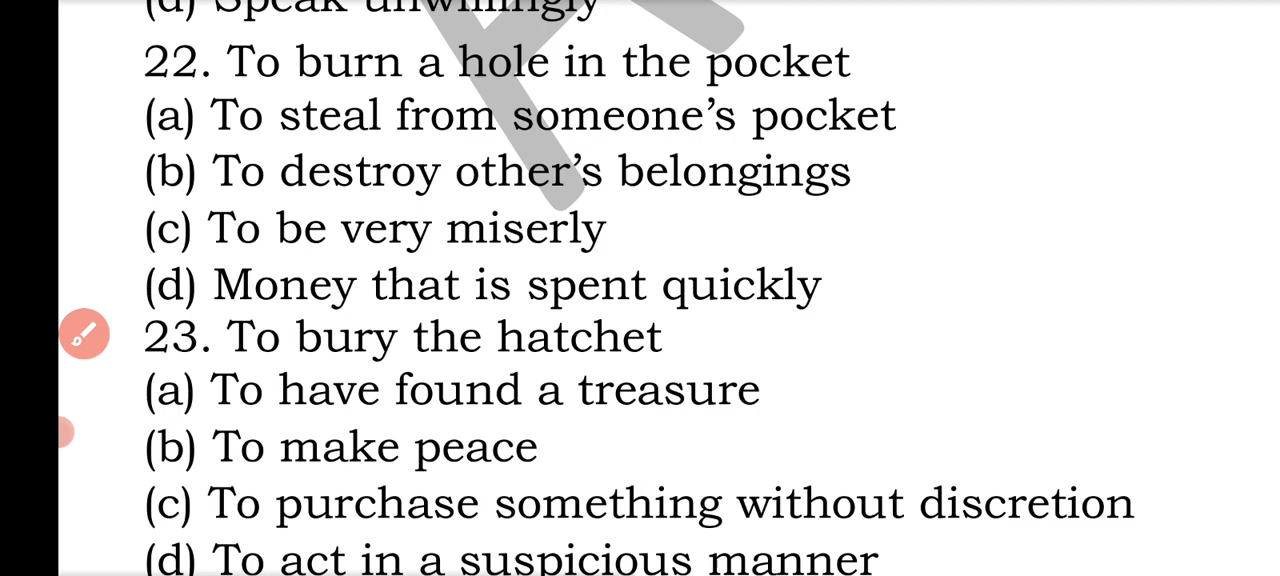 (d) Speak unwillingly
22. To burn a hole in the pocket
(a) To steal from someone’s pocket
(b) To destroy other’s belongings
(c) To be very miserly
(d) Money that is spent quickly
23. To bury the hatchet
(a) To have found a treasure
(b) To make peace
(c) To purchase something without discretion
(d) To act in a suspicious manner